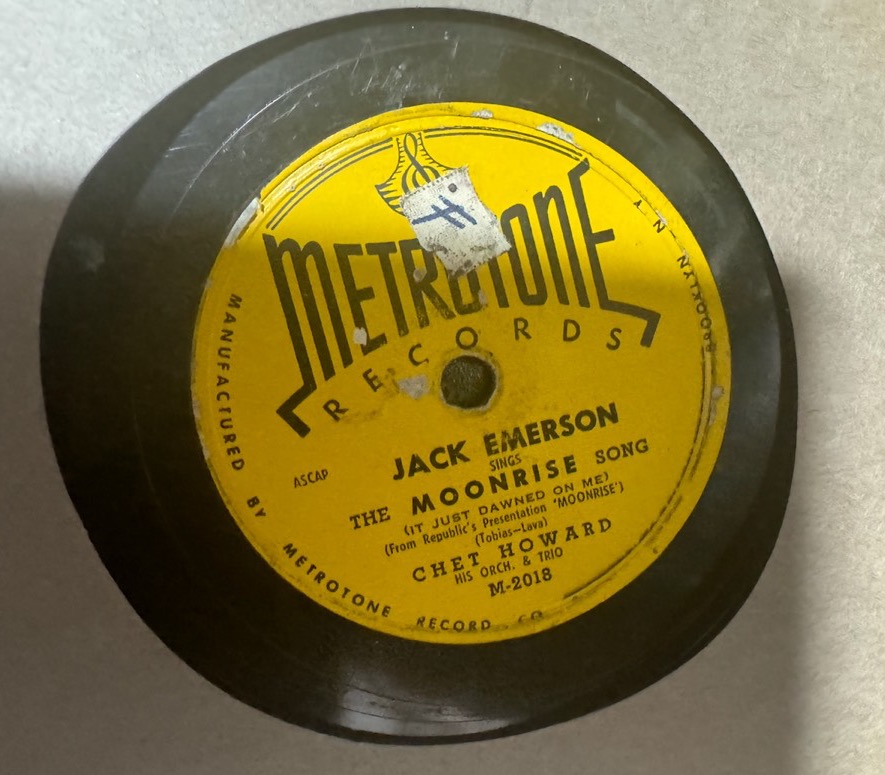 METROTONE
RECORDS
ASCAP
JACK EMERSON
SINGS
THE MOONRISE SONG
(IT JUST DAWNED ON ME)
(From Republic's Presentation 'MOONRISE')
(Tobias—Lava)
CHET HOWARD
HIS ORCH. & TRIO
M-2018
MANUFACTURED BY METROTONE RECORD CO. BROOKLYN N Y